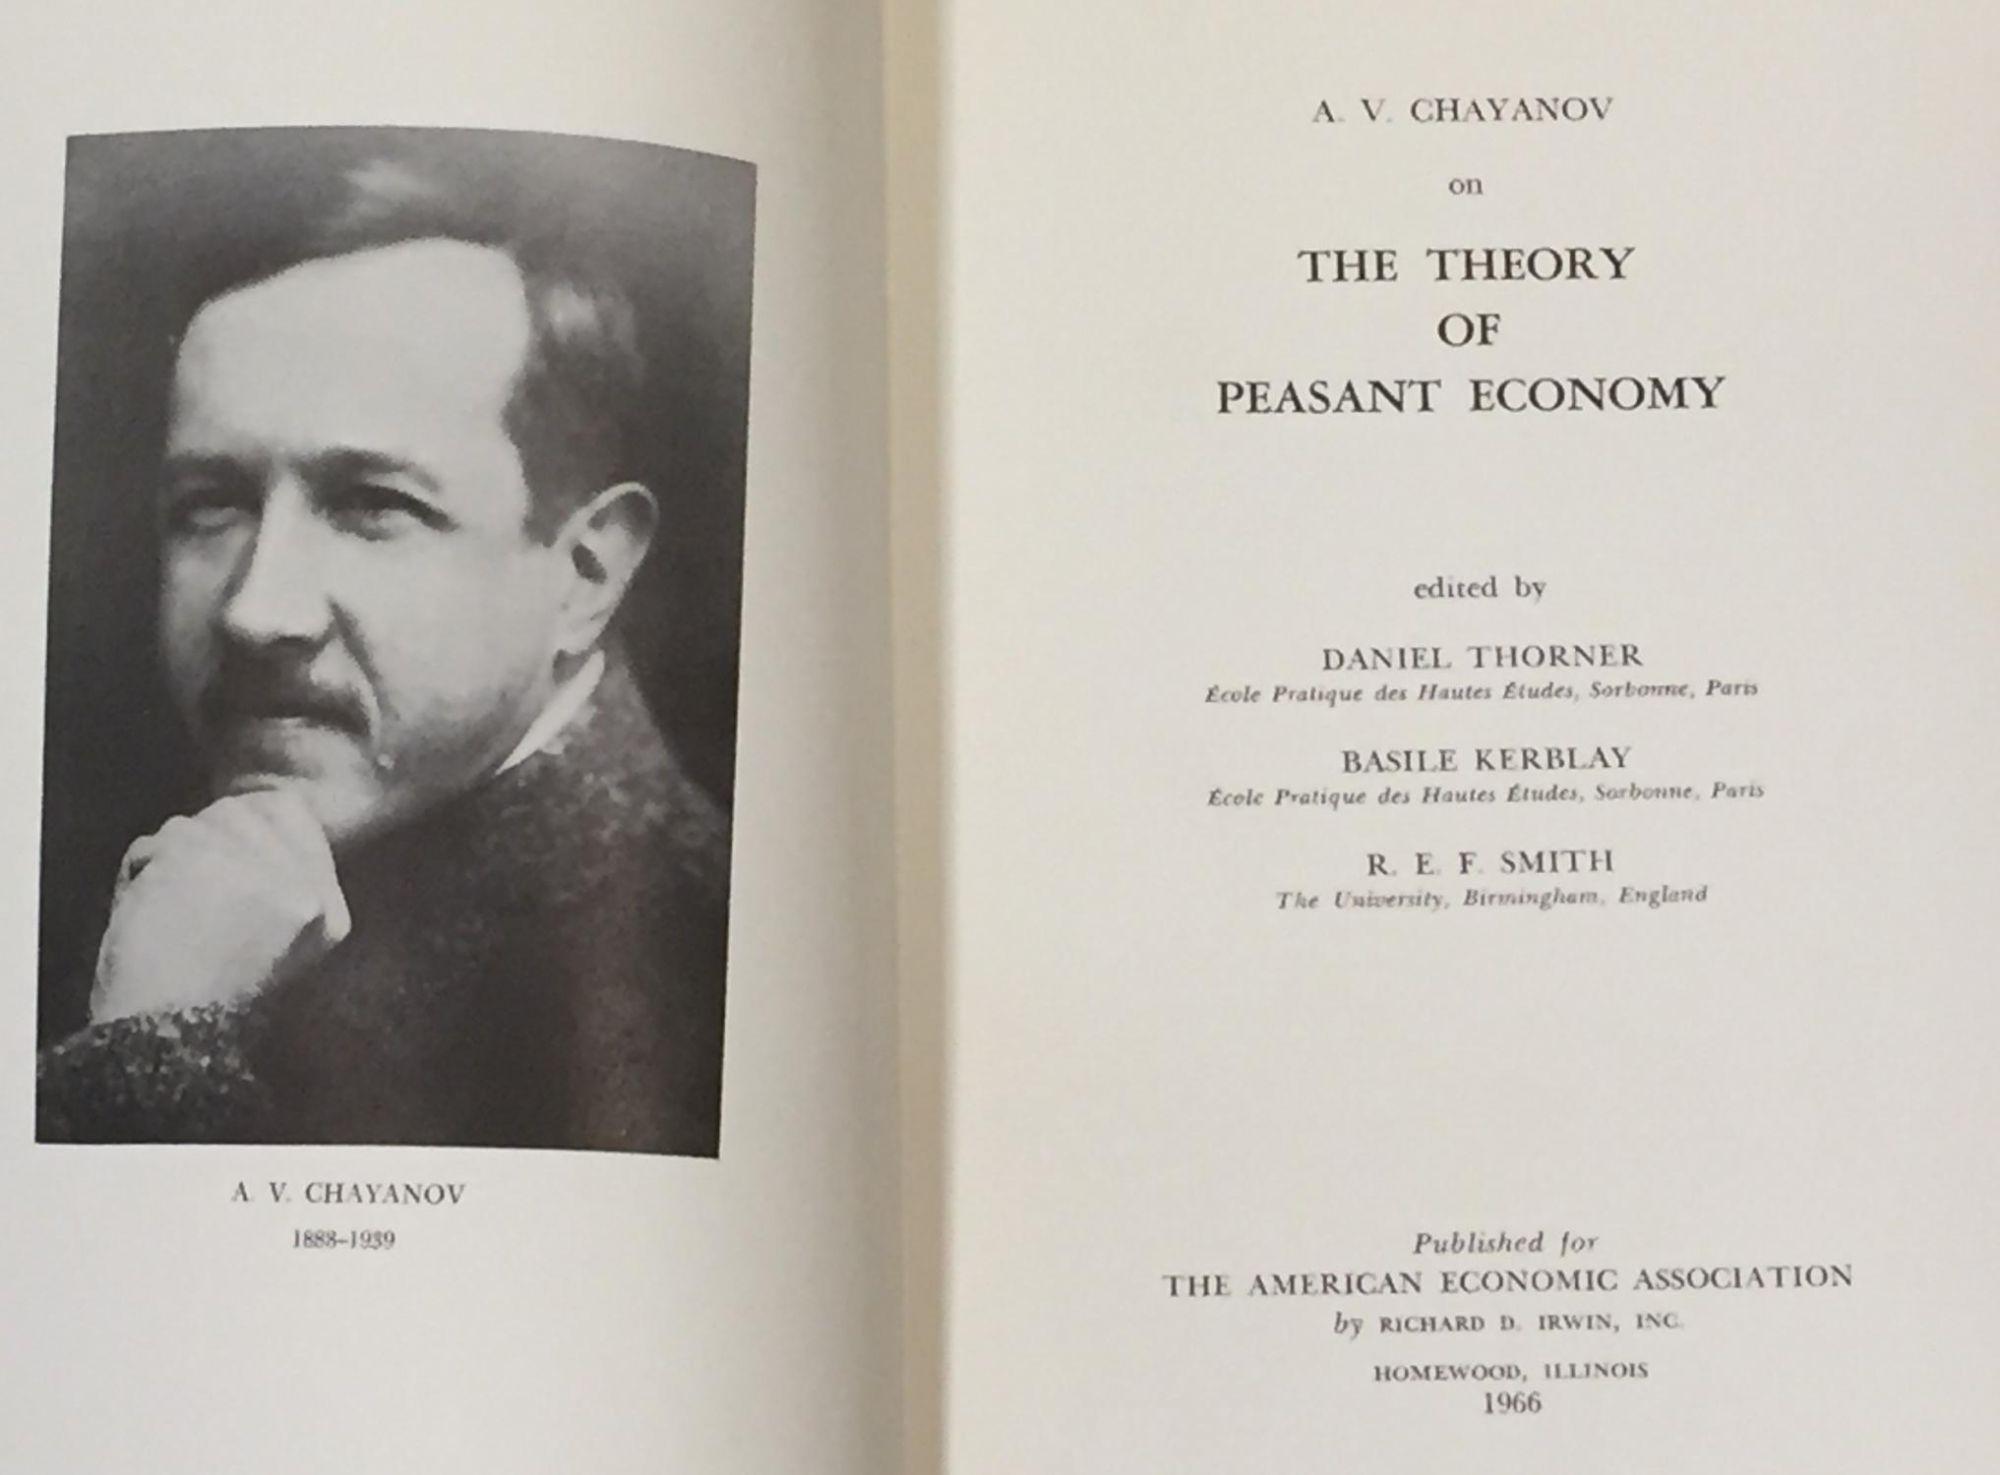 A. V. CHAYANOV
1888–1939
A. V. CHAYANOV
on
THE THEORY
OF
PEASANT ECONOMY
edited by
DANIEL THORNER
École Pratique des Hautes Études, Sorbonne, Paris
BASILE KERBLAY
École Pratique des Hautes Études, Sorbonne, Paris
R. E. F. SMITH
The University, Birmingham, England
Published for
THE AMERICAN ECONOMIC ASSOCIATION
by RICHARD D. IRWIN, INC.
HOMEWOOD, ILLINOIS
1966